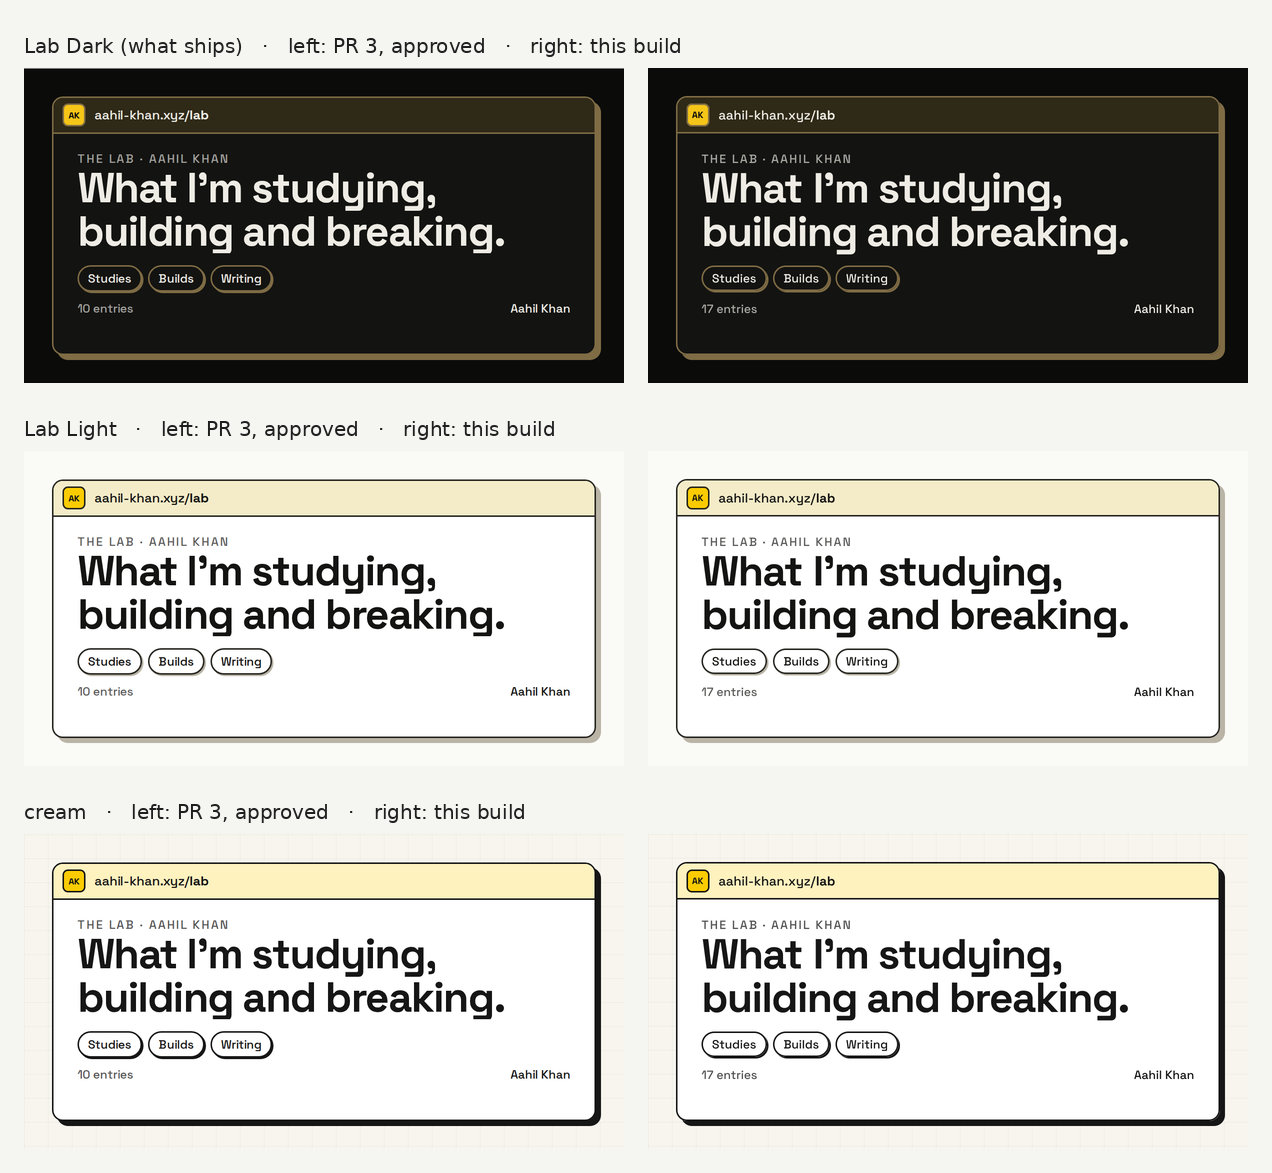 Lab Dark (what ships) · left: PR 3, approved · right: this build
AK aahil-khan.xyz/lab
THE LAB · AAHIL KHAN
What I’m studying,
building and breaking.
Studies Builds Writing
10 entries Aahil Khan
AK aahil-khan.xyz/lab
THE LAB · AAHIL KHAN
What I’m studying,
building and breaking.
Studies Builds Writing
17 entries Aahil Khan
Lab Light · left: PR 3, approved · right: this build
AK aahil-khan.xyz/lab
THE LAB · AAHIL KHAN
What I’m studying,
building and breaking.
Studies Builds Writing
10 entries Aahil Khan
AK aahil-khan.xyz/lab
THE LAB · AAHIL KHAN
What I’m studying,
building and breaking.
Studies Builds Writing
17 entries Aahil Khan
cream · left: PR 3, approved · right: this build
AK aahil-khan.xyz/lab
THE LAB · AAHIL KHAN
What I’m studying,
building and breaking.
Studies Builds Writing
10 entries Aahil Khan
AK aahil-khan.xyz/lab
THE LAB · AAHIL KHAN
What I’m studying,
building and breaking.
Studies Builds Writing
17 entries Aahil Khan